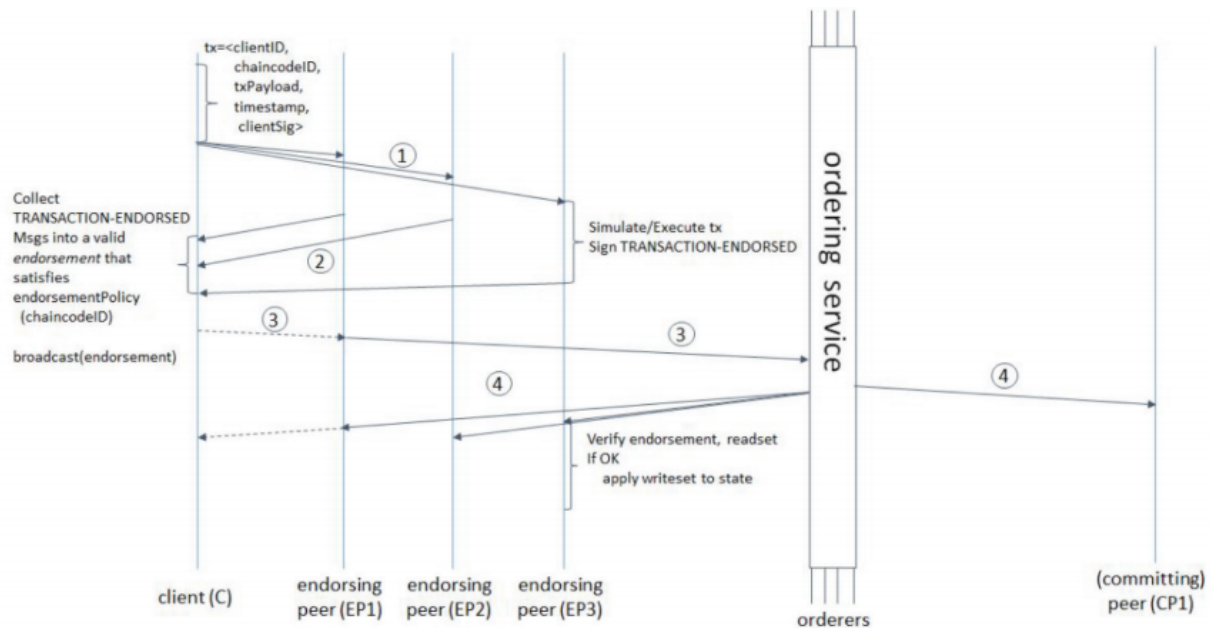 tx=<clientID,
chaincodeID,
txPayload,
timestamp,
clientSig>
1
Collect
TRANSACTION-ENDORSED
Msgs into a valid
endorsement that
satisfies
endorsementPolicy
(chaincodeID)
2
Simulate/Execute tx
Sign TRANSACTION-ENDORSED
ordering service
3
3
broadcast(endorsement)
4
4
Verify endorsement, readset
If OK
apply writeset to state
client (C)
endorsing
peer (EP1)
endorsing
peer (EP2)
endorsing
peer (EP3)
orderers
(committing)
peer (CP1)